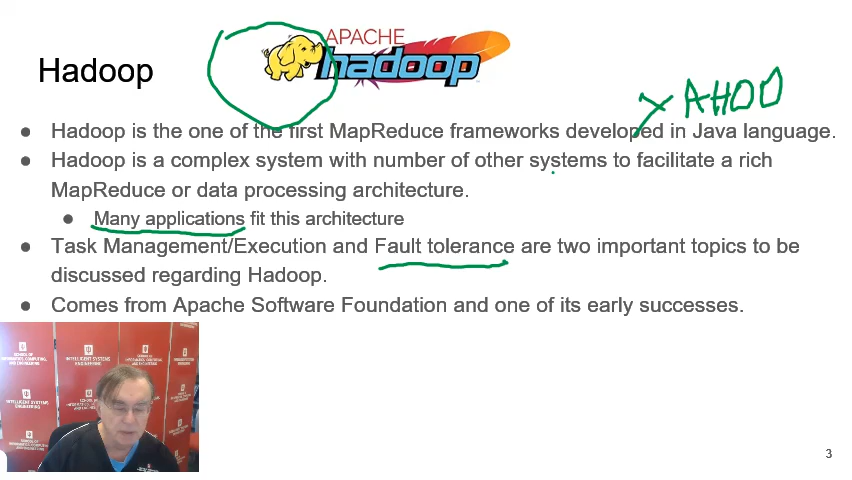 APACHE
hadoop
Hadoop
YAHOO
Hadoop is the one of the first MapReduce frameworks developed in Java language.
Hadoop is a complex system with number of other systems to facilitate a rich
MapReduce or data processing architecture.
Many applications fit this architecture
Task Management/Execution and Fault tolerance are two important topics to be
discussed regarding Hadoop.
Comes from Apache Software Foundation and one of its early successes.
INTELLIGENT SYSTEMS
ENGINEERING
3